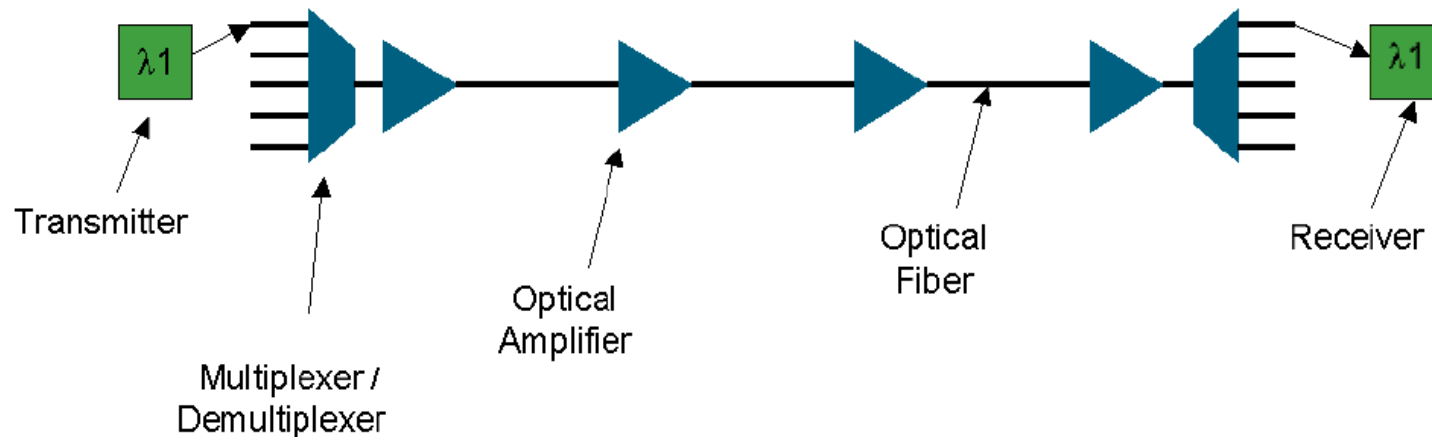 λ1
λ1
Transmitter
Multiplexer /
Demultiplexer
Optical
Amplifier
Optical
Fiber
Receiver